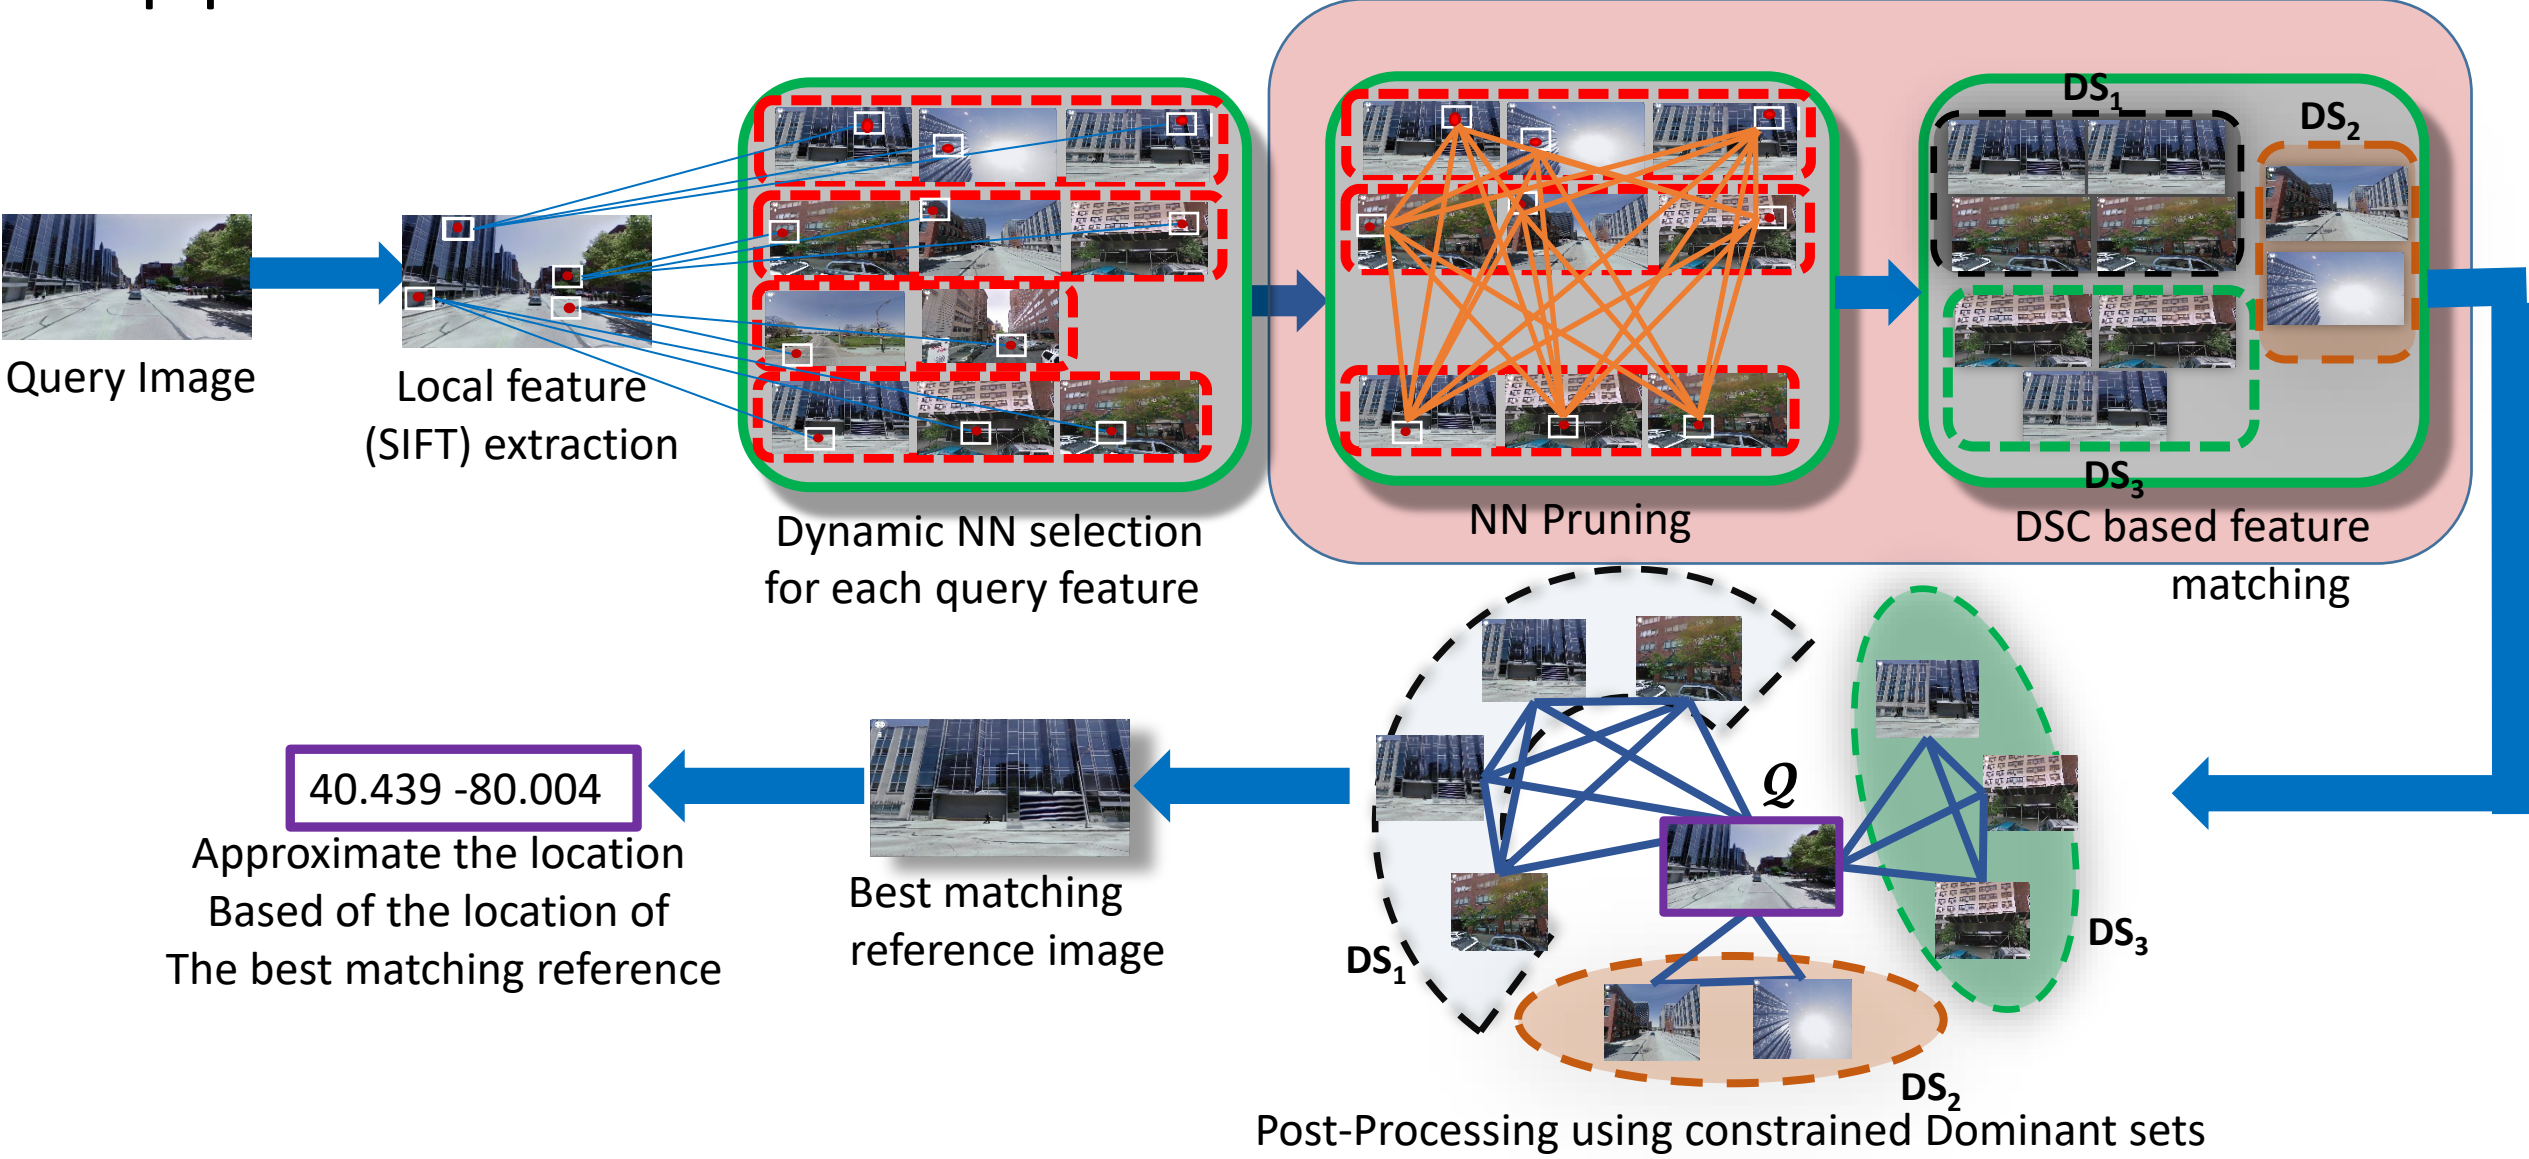 DS1
DS2
DS3
Query Image
Local feature
(SIFT) extraction
Dynamic NN selection
for each query feature
NN Pruning
DSC based feature
matching
40.439 -80.004
Approximate the location
Based of the location of
The best matching reference
Best matching
reference image
Q
DS1
DS3
DS2
Post-Processing using constrained Dominant sets